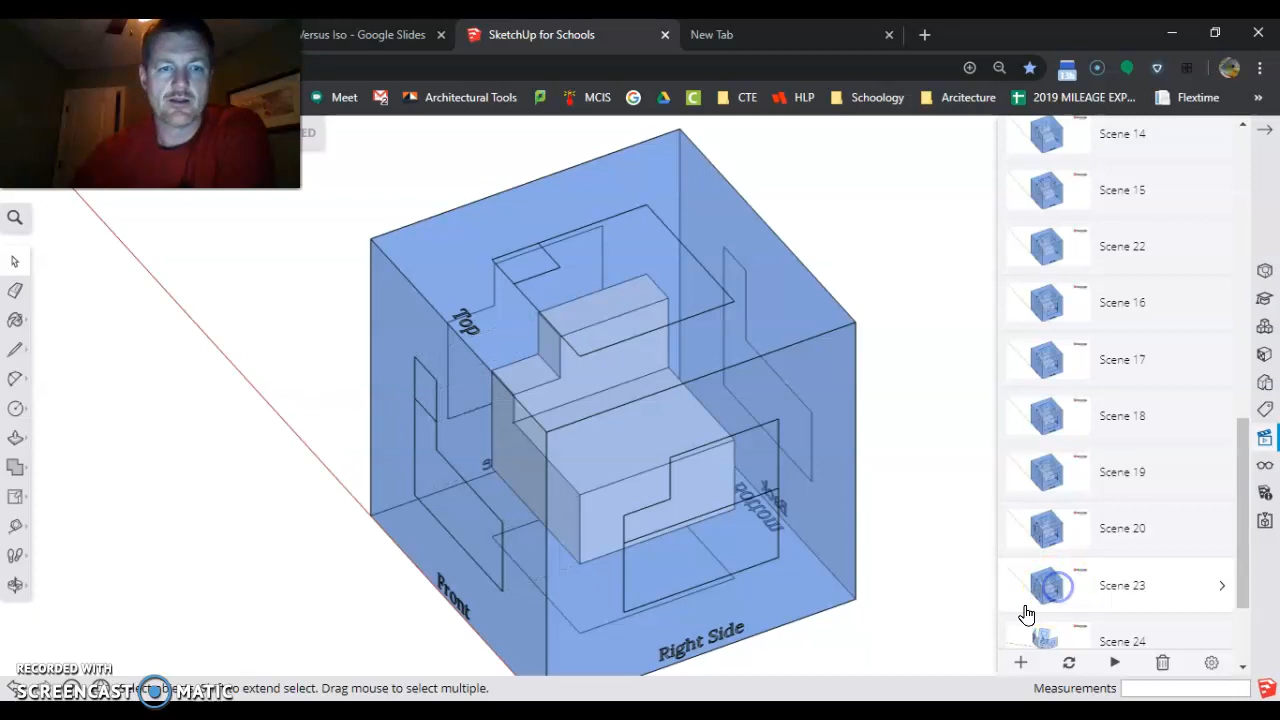 Versus Iso - Google Slides
SketchUp for Schools
New Tab
13h
Meet
Architectural Tools
MCIS
CTE
HLP
Schoology
Arcitecture
2019 MILEAGE EXP...
Flextime
»
ED
Scene 14
Scene 15
Scene 22
Scene 16
Scene 17
Scene 18
Scene 19
Scene 20
Scene 23
Scene 24
Top
Front
Right Side
Bottom
RECORDED WITH
SCREENCAST MATIC
to extend select. Drag mouse to select multiple.
Measurements